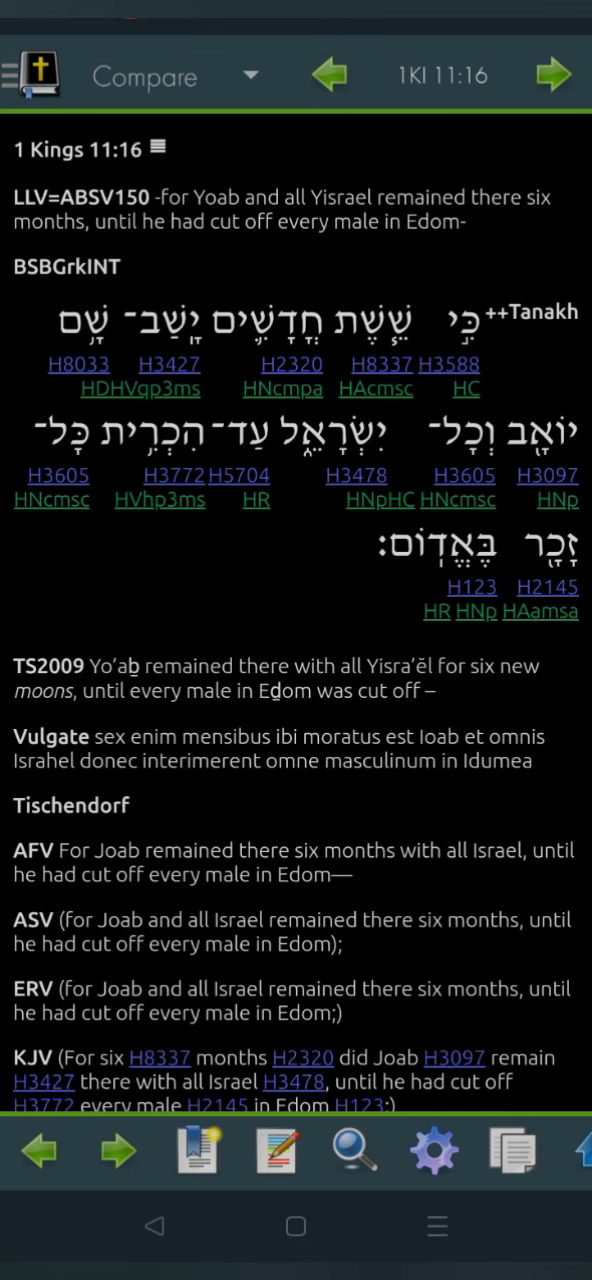 Compare
1KI 11:16
1 Kings 11:16
LLV=ABSV150 -for Yoab and all Yisrael remained there six
months, until he had cut off every male in Edom-
BSBGrkINT
++Tanakh כִּ֣י שֵׁ֧שֶׁת חֳדָשִׁ֛ים יָֽשַׁב־ שָׁ֥ם
H8033 H3427 H2320 H8337 H3588
HDHVqp3ms HNcmpa HAcmsc HC
יוֹאָ֖ב וְכָל־ יִשְׂרָאֵ֑ל עַד־ הִכְרִ֥ית כָּל־
H3605 H3772 H5704 H3478 H3605 H3097
HNcmsc HVhp3ms HR HNpHC HNcmsc HNp
זָכָ֖ר בֶּאֱדֽוֹם׃
H123 H2145
HR HNp HAamsa
TS2009 Yo’aḇ remained there with all Yisra’ĕl for six new
moons, until every male in Eḏom was cut off –
Vulgate sex enim mensibus ibi moratus est Ioab et omnis
Israhel donec interimerent omne masculinum in Idumea
Tischendorf
AFV For Joab remained there six months with all Israel, until
he had cut off every male in Edom—
ASV (for Joab and all Israel remained there six months, until
he had cut off every male in Edom);
ERV (for Joab and all Israel remained there six months, until
he had cut off every male in Edom;)
KJV (For six H8337 months H2320 did Joab H3097 remain
H3427 there with all Israel H3478, until he had cut off
H3772 every male H2145 in Edom H123:)